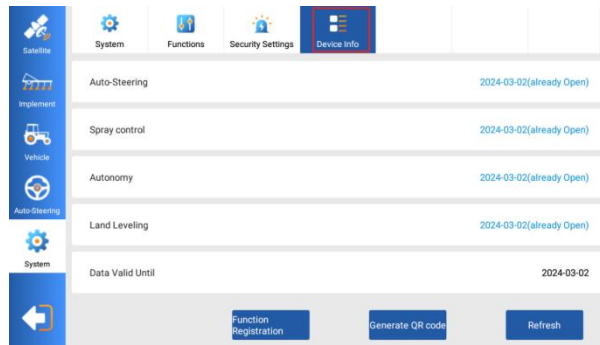 Satellite
Implement
Vehicle
Auto-Steering
System
System
Functions
Security Settings
Device Info
Auto-Steering 2024-03-02(already Open)
Spray control 2024-03-02(already Open)
Autonomy 2024-03-02(already Open)
Land Leveling 2024-03-02(already Open)
Data Valid Until 2024-03-02
Function
Registration
Generate QR code
Refresh